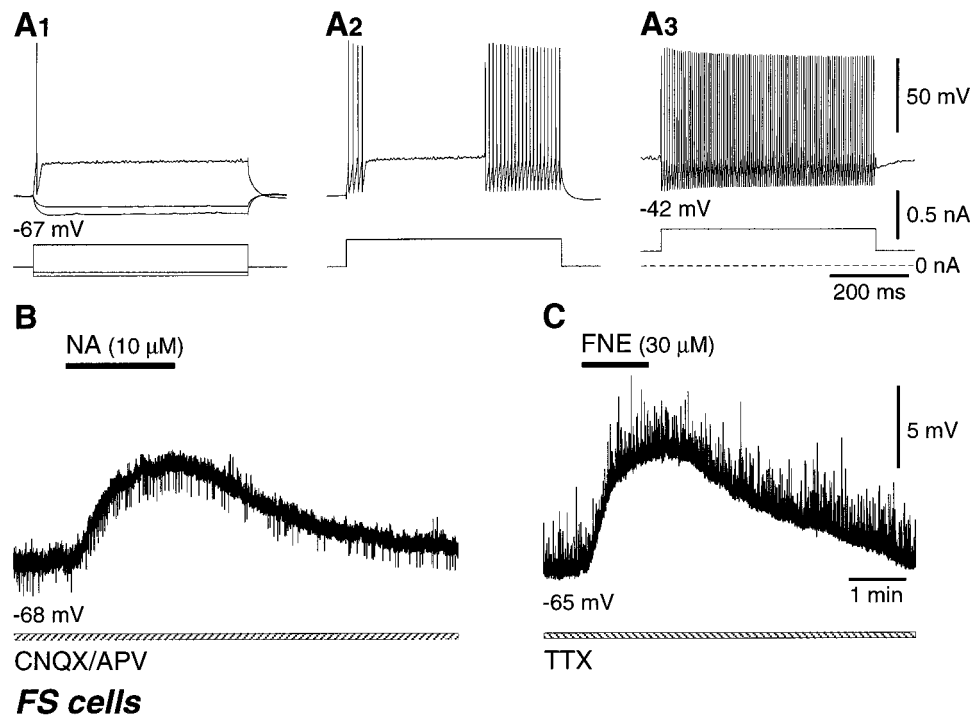 A1
A2
A3
50 mV
-67 mV
-42 mV
0.5 nA
0 nA
200 ms
B
NA (10 μM)
C
FNE (30 μM)
5 mV
-68 mV
-65 mV
1 min
CNQX/APV
TTX
FS cells